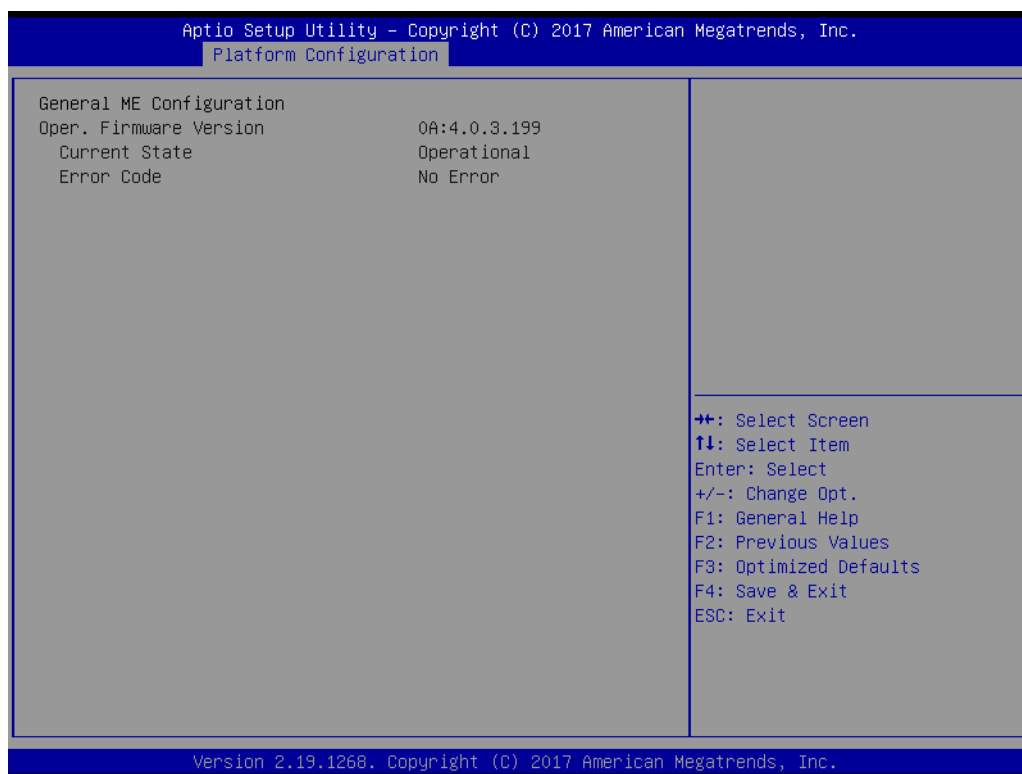 Aptio Setup Utility – Copyright (C) 2017 American Megatrends, Inc.
Platform Configuration
General ME Configuration
Oper. Firmware Version 0A:4.0.3.199
Current State Operational
Error Code No Error
→←: Select Screen
↑↓: Select Item
Enter: Select
+/-: Change Opt.
F1: General Help
F2: Previous Values
F3: Optimized Defaults
F4: Save & Exit
ESC: Exit
Version 2.19.1268. Copyright (C) 2017 American Megatrends, Inc.